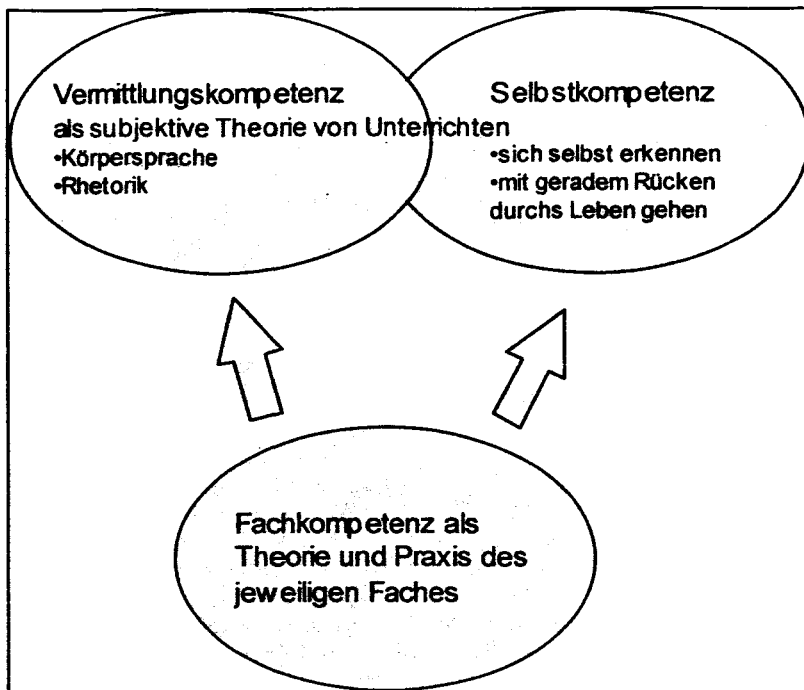 Vermittlungskompetenz
als subjektive Theorie von Unterrichten
•Körpersprache
•Rhetorik
Selbstkompetenz
•sich selbst erkennen
•mit geradem Rücken
durchs Leben gehen
Fachkompetenz als
Theorie und Praxis des
jeweiligen Faches